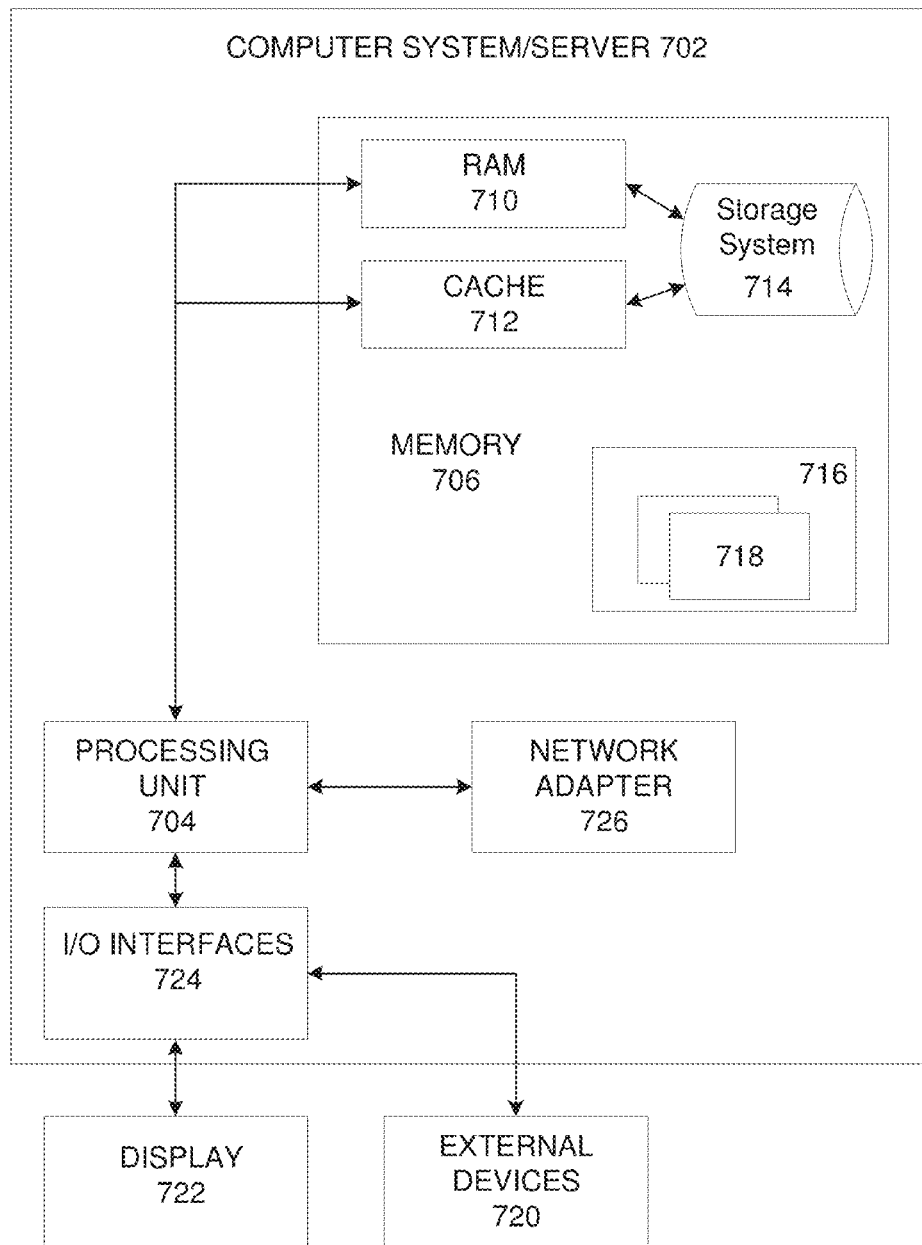 COMPUTER SYSTEM/SERVER 702
RAM
710
CACHE
712
Storage
System
714
MEMORY
706
716
718
PROCESSING
UNIT
704
NETWORK
ADAPTER
726
I/O INTERFACES
724
DISPLAY
722
EXTERNAL
DEVICES
720